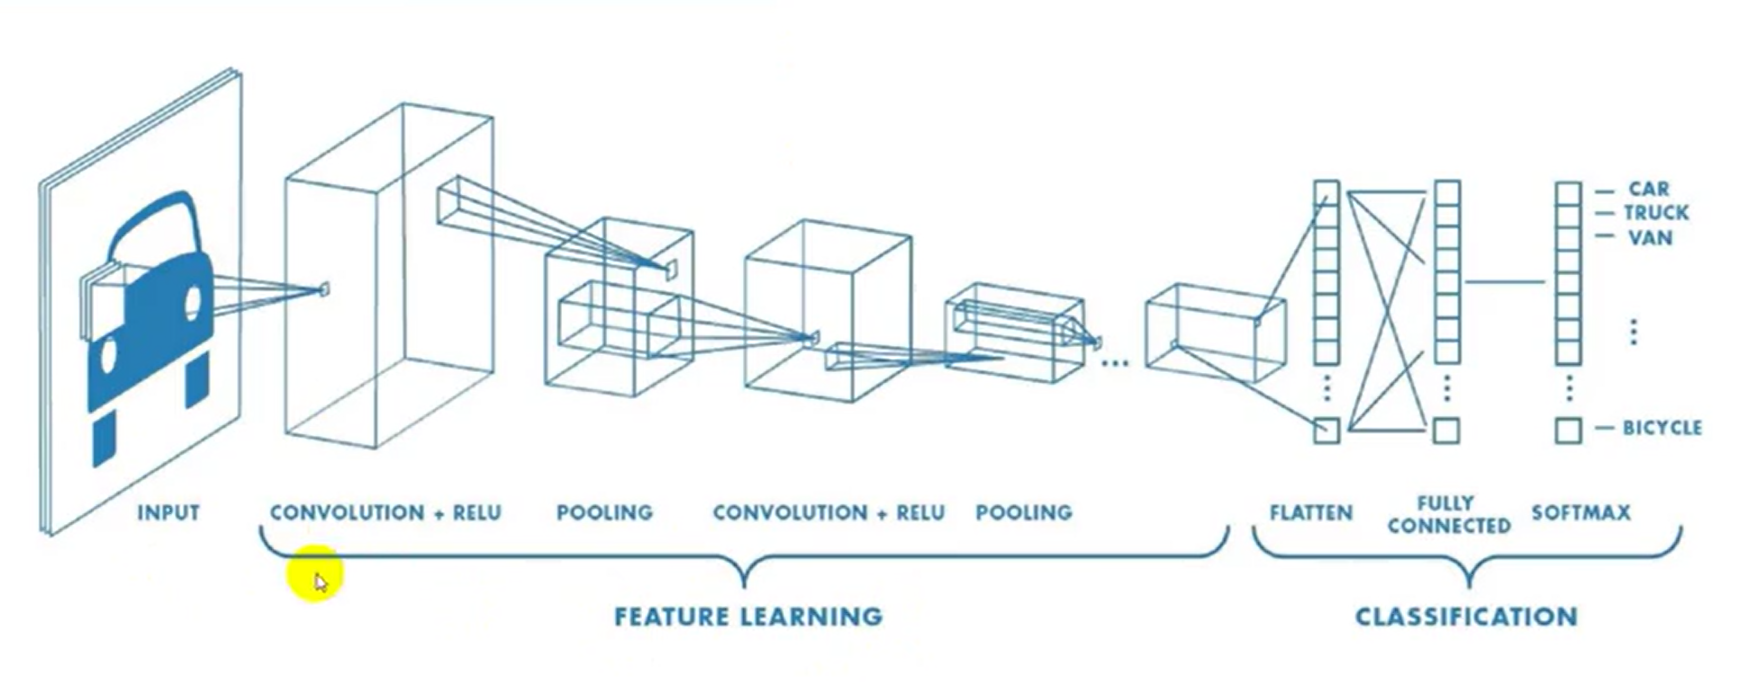 CAR
TRUCK
VAN
BICYCLE
INPUT
CONVOLUTION + RELU
POOLING
CONVOLUTION + RELU
POOLING
FLATTEN
FULLY
CONNECTED
SOFTMAX
FEATURE LEARNING
CLASSIFICATION